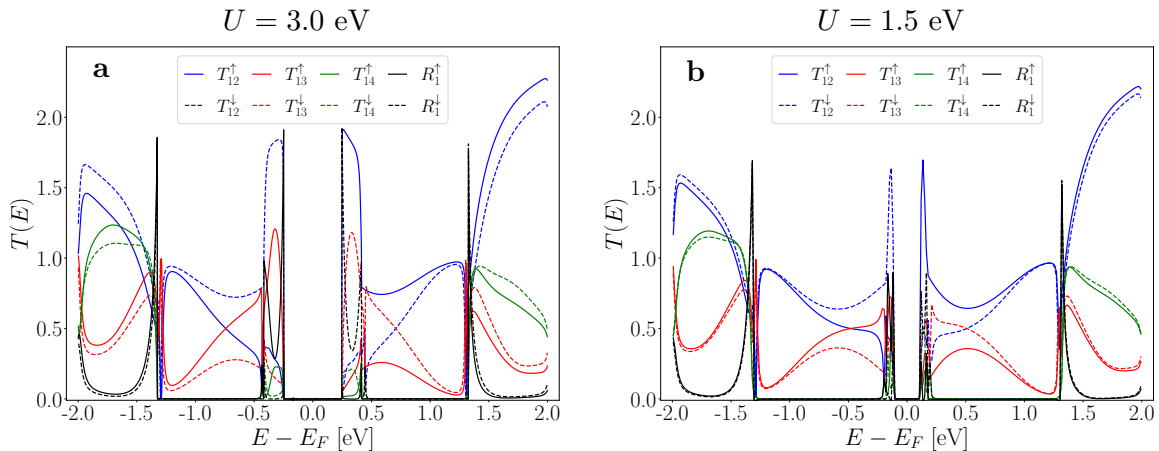 U = 3.0 eV
a
T↑12 T↑13 T↑14 R↑1
T↓12 T↓13 T↓14 R↓1
T(E)
2.0
1.5
1.0
0.5
0.0
-2.0 -1.5 -1.0 -0.5 0.0 0.5 1.0 1.5 2.0
E − E_F [eV]
U = 1.5 eV
b
T↑12 T↑13 T↑14 R↑1
T↓12 T↓13 T↓14 R↓1
T(E)
2.0
1.5
1.0
0.5
0.0
-2.0 -1.5 -1.0 -0.5 0.0 0.5 1.0 1.5 2.0
E − E_F [eV]